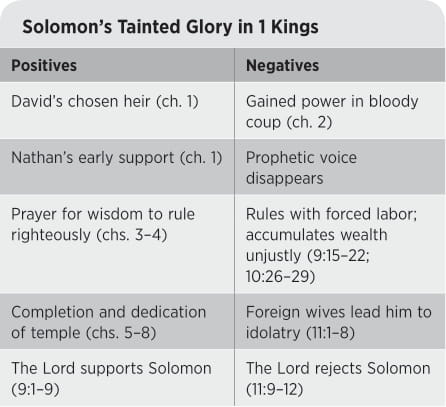 Solomon’s Tainted Glory in 1 Kings
Positives
Negatives
David’s chosen heir (ch. 1)
Gained power in bloody
coup (ch. 2)
Nathan’s early support (ch. 1)
Prophetic voice
disappears
Prayer for wisdom to rule
righteously (chs. 3–4)
Rules with forced labor;
accumulates wealth
unjustly (9:15–22;
10:26–29)
Completion and dedication
of temple (chs. 5–8)
Foreign wives lead him to
idolatry (11:1–8)
The Lord supports Solomon
(9:1–9)
The Lord rejects Solomon
(11:9–12)